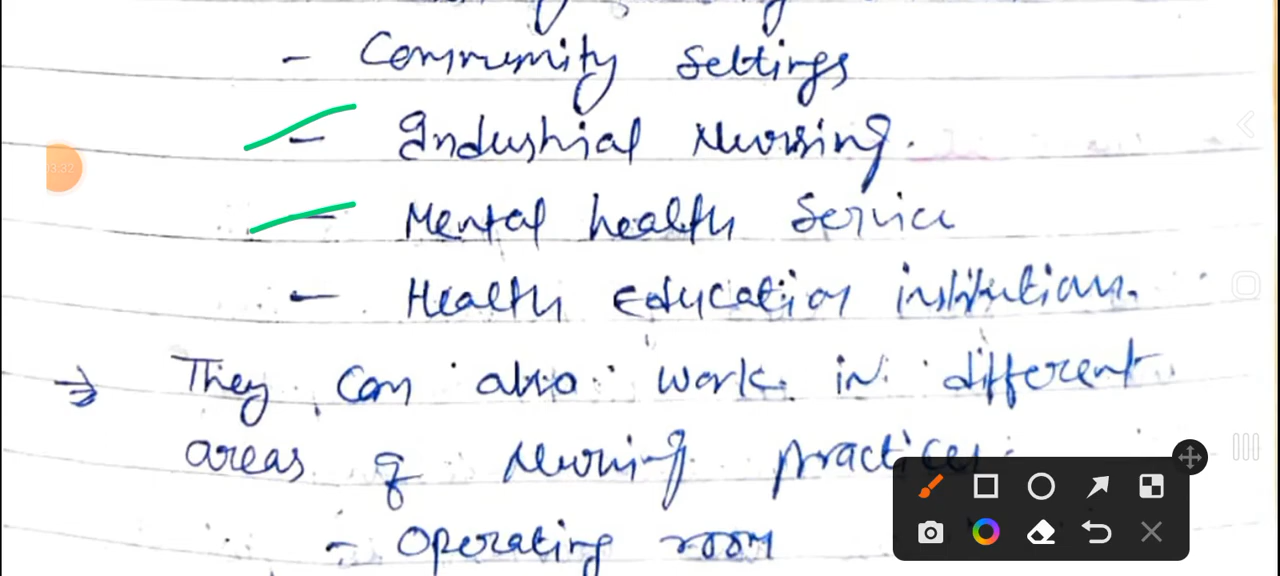 - Community Settings
- Industrial Nursing.
- Mental health Service
- Health Education institutions.
⇒ They can also work in different
areas of Nursing practices.
- Operating room